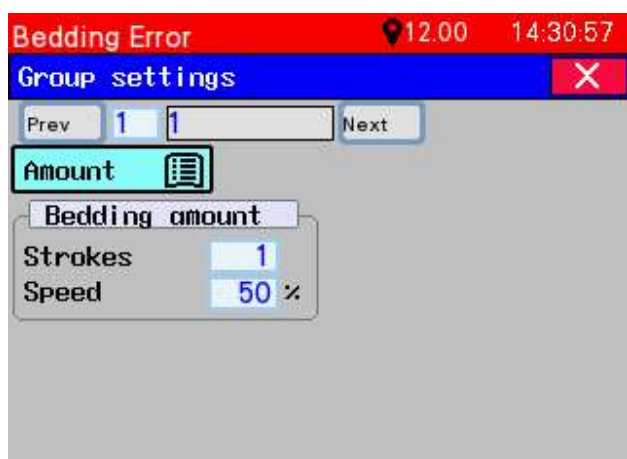 Bedding Error 12.00 14:30:57
Group settings
Prev 1 1 Next
Amount
Bedding amount
Strokes 1
Speed 50 %